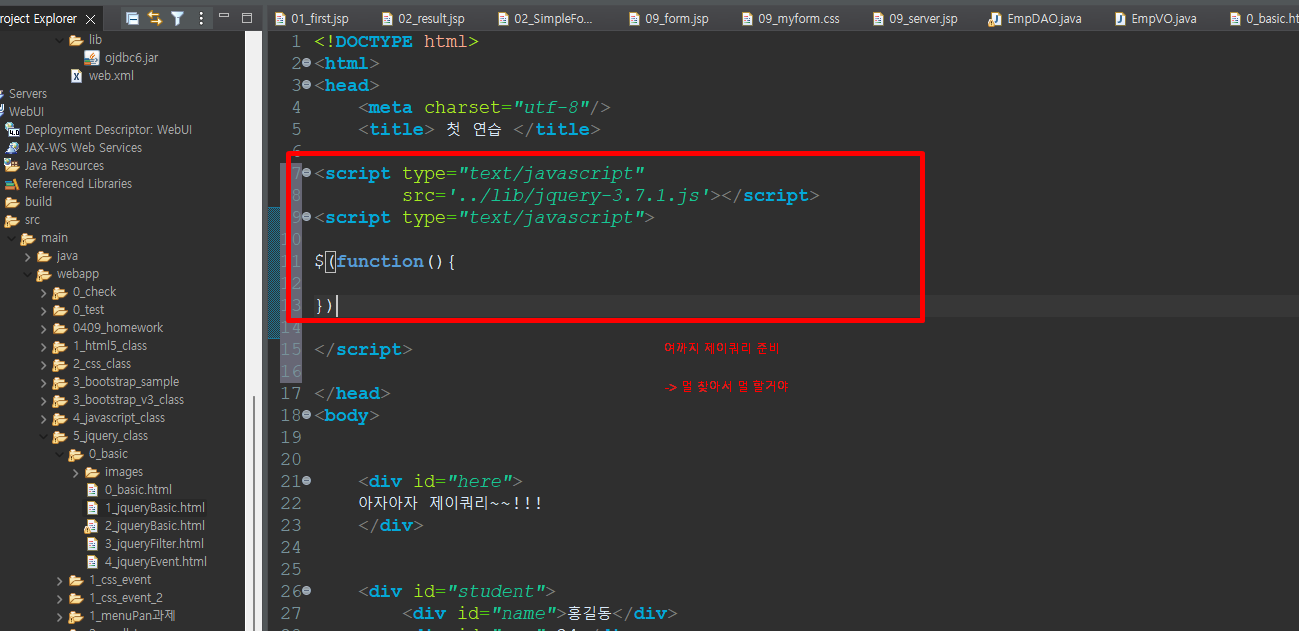 roject Explorer
01_first.jsp
02_result.jsp
02_SimpleFo...
09_form.jsp
09_myform.css
09_server.jsp
EmpDAO.java
EmpVO.java
0_basic.ht
lib
ojdbc6.jar
web.xml
Servers
WebUI
Deployment Descriptor: WebUI
JAX-WS Web Services
Java Resources
Referenced Libraries
build
src
main
java
webapp
0_check
0_test
0409_homework
1_html5_class
2_css_class
3_bootstrap_sample
3_bootstrap_v3_class
4_javascript_class
5_jquery_class
0_basic
images
0_basic.html
1_jqueryBasic.html
2_jqueryBasic.html
3_jqueryFilter.html
4_jqueryEvent.html
1_css_event
1_css_event_2
1_menuPan과제
1 <!DOCTYPE html>
2 <html>
3 <head>
4 <meta charset="utf-8"/>
5 <title> 첫 연습 </title>
6
7 <script type="text/javascript"
8 src='../lib/jquery-3.7.1.js'></script>
9 <script type="text/javascript">
10
11 $(function(){
12
13 })
14
15 </script>
16
17 </head>
18 <body>
19
20
21 <div id="here">
22 아자아자 제이쿼리~~!!!
23 </div>
24
25
26 <div id="student">
27 <div id="name">홍길동</div>
여까지 제이쿼리 준비
-> 멀 찾아서 멀 할거야